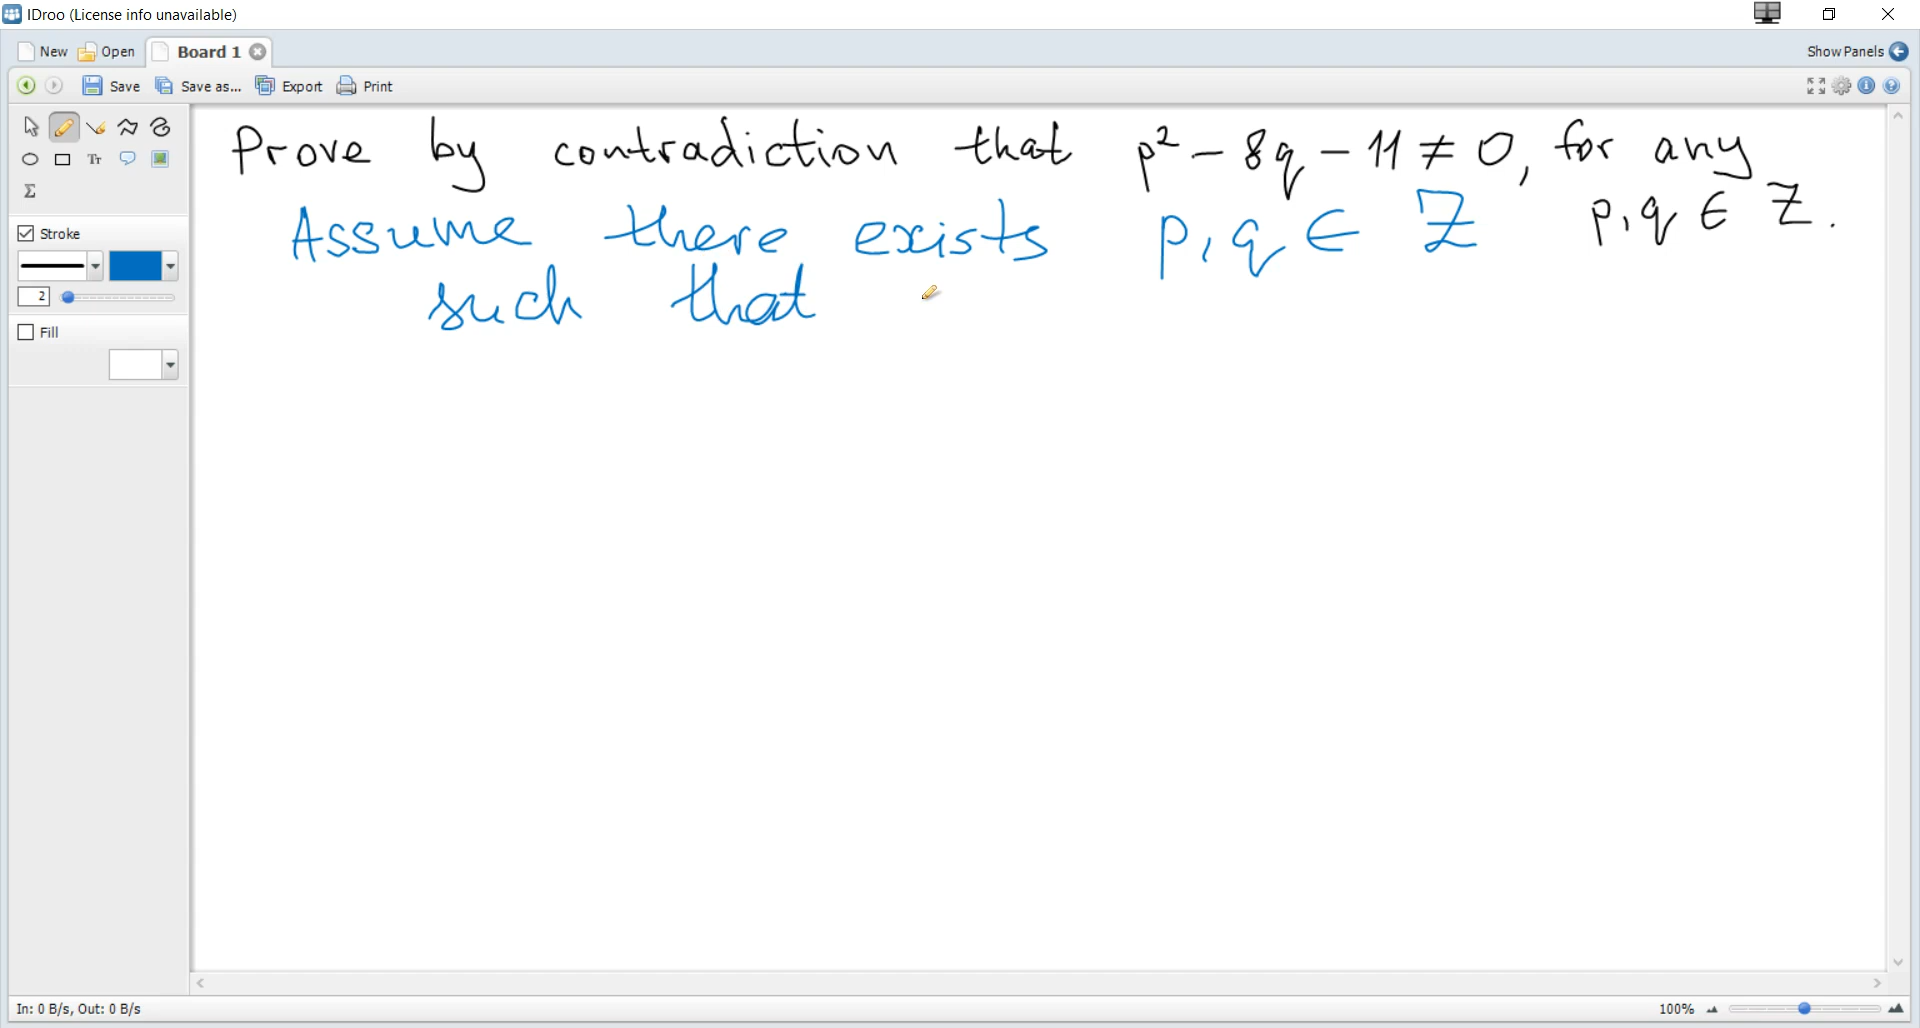 IDroo (License info unavailable)
New Open Board 1 Show Panels
Save Save as... Export Print
Prove by contradiction that p² − 8q − 11 ≠ 0, for any
p, q ∈ ℤ.
Assume there exists p, q ∈ ℤ
such that
Tт
Σ
Stroke
2
Fill
In: 0 B/s, Out: 0 B/s 100%